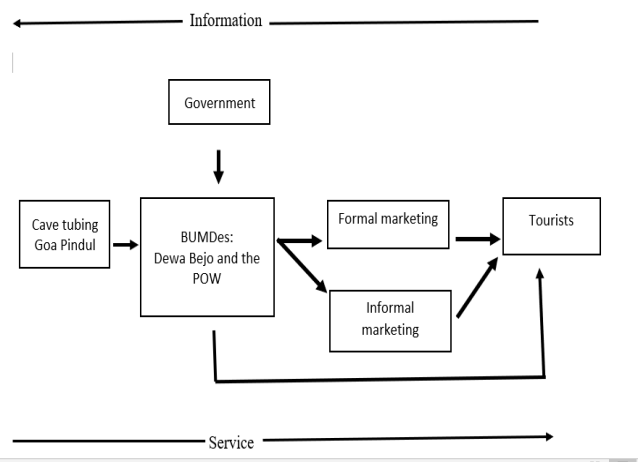 Information
Government
Cave tubing
Goa Pindul
BUMDes:
Dewa Bejo and the
POW
Formal marketing
Informal
marketing
Tourists
Service